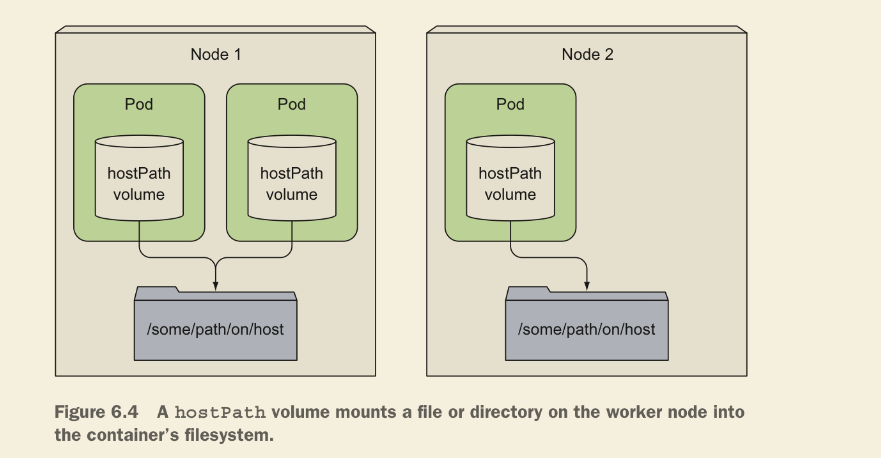 Node 1
Node 2
Pod
Pod
Pod
hostPath
volume
hostPath
volume
hostPath
volume
/some/path/on/host
/some/path/on/host
Figure 6.4 A hostPath volume mounts a file or directory on the worker node into
the container’s filesystem.